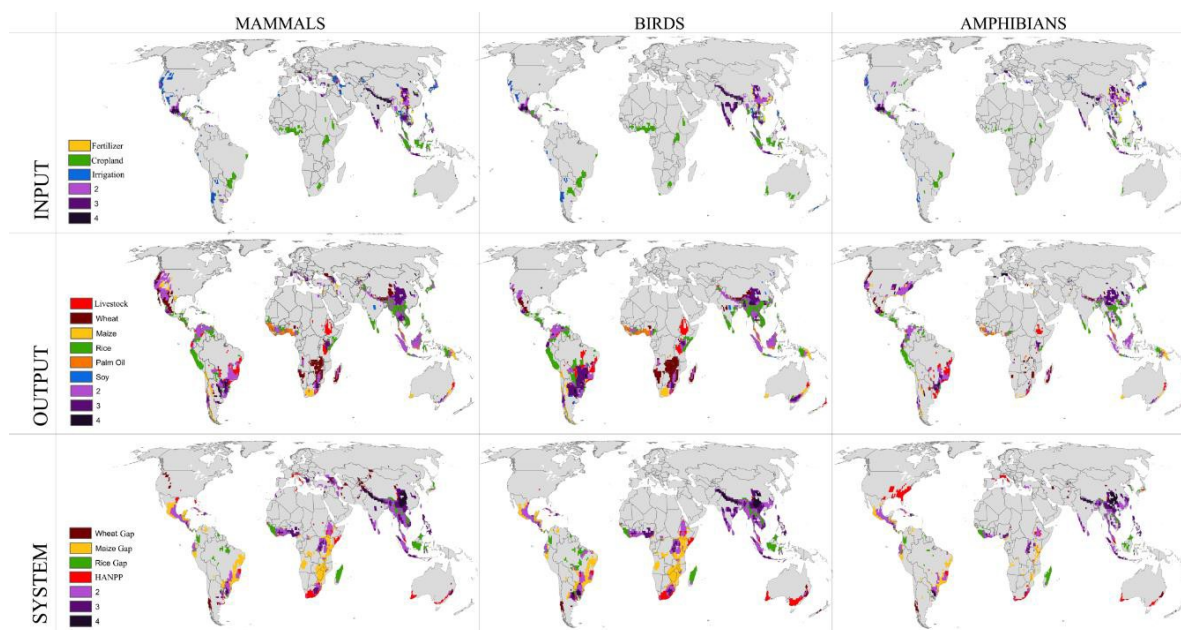 MAMMALS
BIRDS
AMPHIBIANS
INPUT
Fertilizer
Cropland
Irrigation
2
3
4
OUTPUT
Livestock
Wheat
Maize
Rice
Palm Oil
Soy
2
3
4
SYSTEM
Wheat Gap
Maize Gap
Rice Gap
HANPP
2
3
4